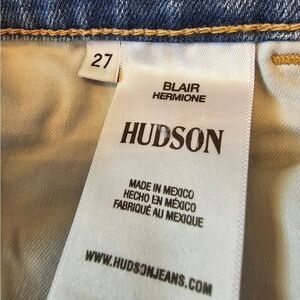 27
BLAIR
HERMIONE
HUDSON
MADE IN MEXICO
HECHO EN MÉXICO
FABRIQUÉ AU MEXIQUE
WWW.HUDSONJEANS.COM